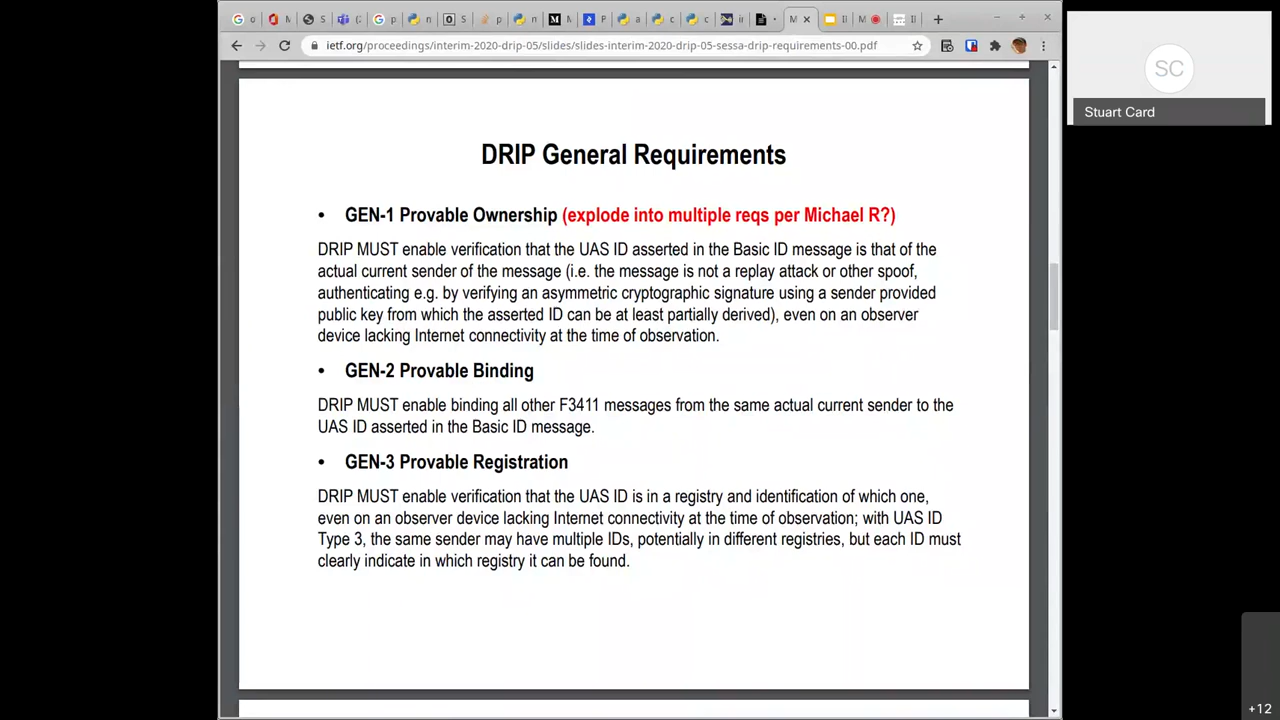 ietf.org/proceedings/interim-2020-drip-05/slides/slides-interim-2020-drip-05-sessa-drip-requirements-00.pdf
SC
Stuart Card
DRIP General Requirements
• GEN-1 Provable Ownership (explode into multiple reqs per Michael R?)
DRIP MUST enable verification that the UAS ID asserted in the Basic ID message is that of the
actual current sender of the message (i.e. the message is not a replay attack or other spoof,
authenticating e.g. by verifying an asymmetric cryptographic signature using a sender provided
public key from which the asserted ID can be at least partially derived), even on an observer
device lacking Internet connectivity at the time of observation.
• GEN-2 Provable Binding
DRIP MUST enable binding all other F3411 messages from the same actual current sender to the
UAS ID asserted in the Basic ID message.
• GEN-3 Provable Registration
DRIP MUST enable verification that the UAS ID is in a registry and identification of which one,
even on an observer device lacking Internet connectivity at the time of observation; with UAS ID
Type 3, the same sender may have multiple IDs, potentially in different registries, but each ID must
clearly indicate in which registry it can be found.
+12